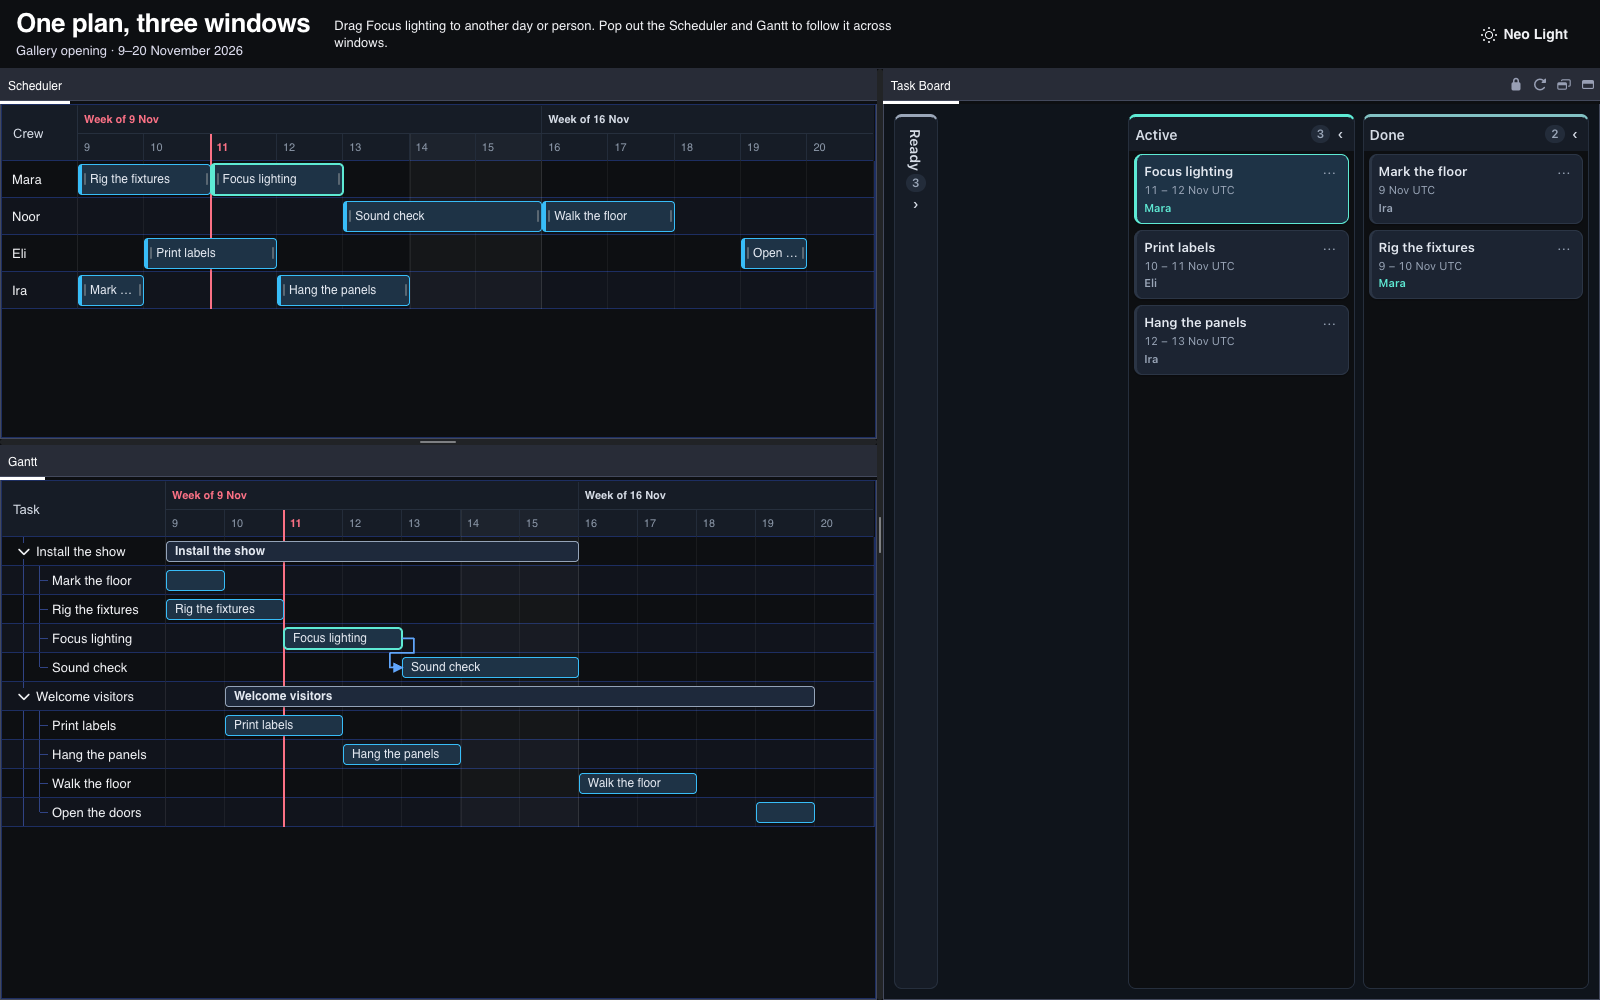 One plan, three windows
Gallery opening · 9–20 November 2026
Drag Focus lighting to another day or person. Pop out the Scheduler and Gantt to follow it across
windows.
Neo Light
Scheduler
Crew
Week of 9 Nov
Week of 16 Nov
9 10 11 12 13 14 15 16 17 18 19 20
Mara
Rig the fixtures
Focus lighting
Noor
Sound check
Walk the floor
Eli
Print labels
Open ...
Ira
Mark ...
Hang the panels
Gantt
Task
Week of 9 Nov
Week of 16 Nov
9 10 11 12 13 14 15 16 17 18 19 20
Install the show
Install the show
Mark the floor
Rig the fixtures
Rig the fixtures
Focus lighting
Focus lighting
Sound check
Sound check
Welcome visitors
Welcome visitors
Print labels
Print labels
Hang the panels
Hang the panels
Walk the floor
Walk the floor
Open the doors
Task Board
Ready
3
Active
3
Focus lighting
...
11 – 12 Nov UTC
Mara
Print labels
...
10 – 11 Nov UTC
Eli
Hang the panels
...
12 – 13 Nov UTC
Ira
Done
2
Mark the floor
...
9 Nov UTC
Ira
Rig the fixtures
...
9 – 10 Nov UTC
Mara